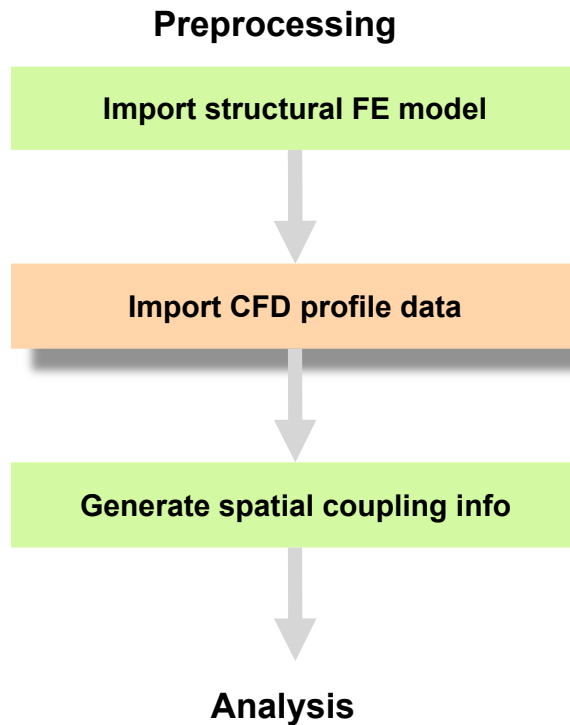 Preprocessing
Import structural FE model
Import CFD profile data
Generate spatial coupling info
Analysis